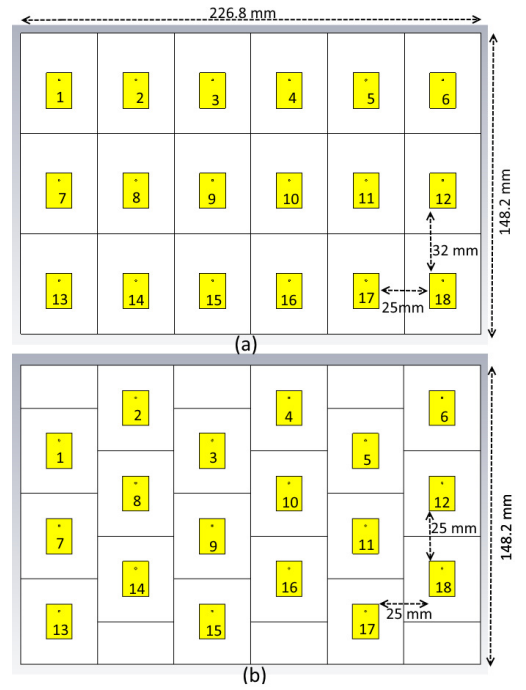 226.8 mm
1 2 3 4 5 6
7 8 9 10 11 12
148.2 mm
32 mm
13 14 15 16 17 18
25mm
(a)
2 4 6
1 3 5
8 10 12
7 9 11
25 mm
148.2 mm
14 16 18
25 mm
13 15 17
(b)